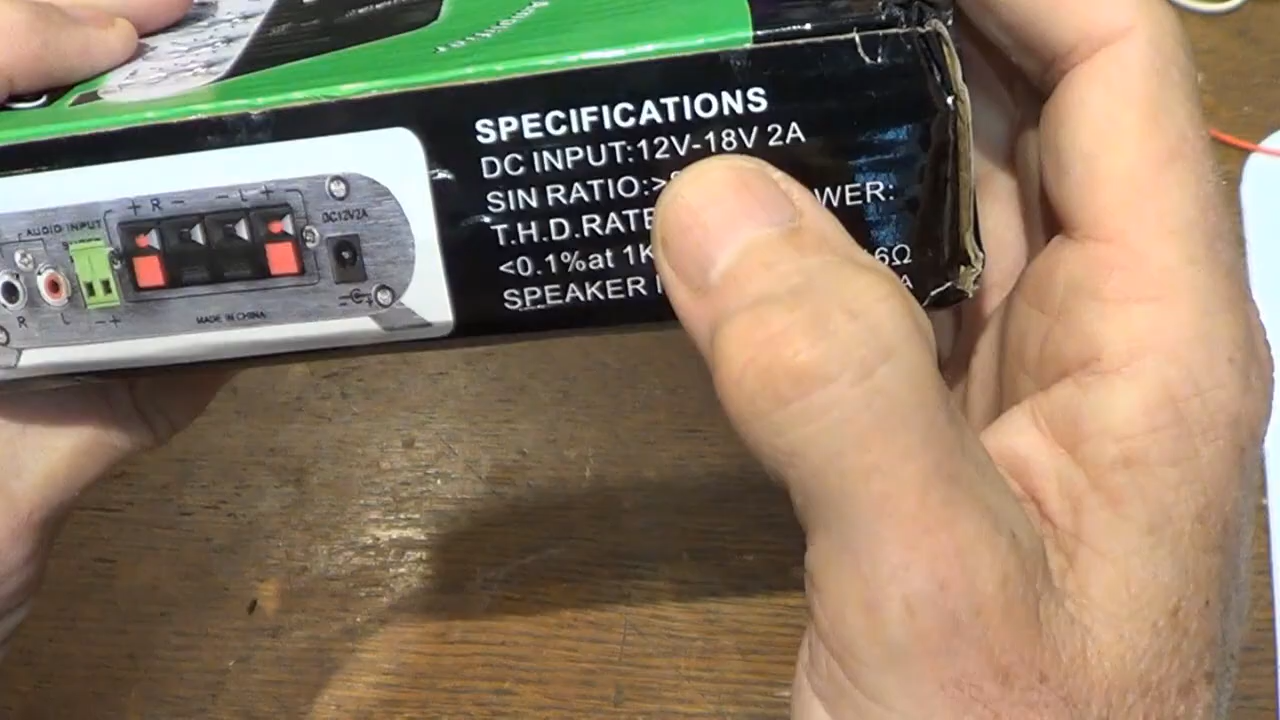 Amplifier
SPECIFICATIONS
DC INPUT:12V-18V 2A
SIN RATIO:>
T.H.D.RATE WER:
<0.1%at 1K 6Ω
SPEAKER A
+ R - - L +
AUDIO INPUT
DC12V2A
R L - +
MADE IN CHINA